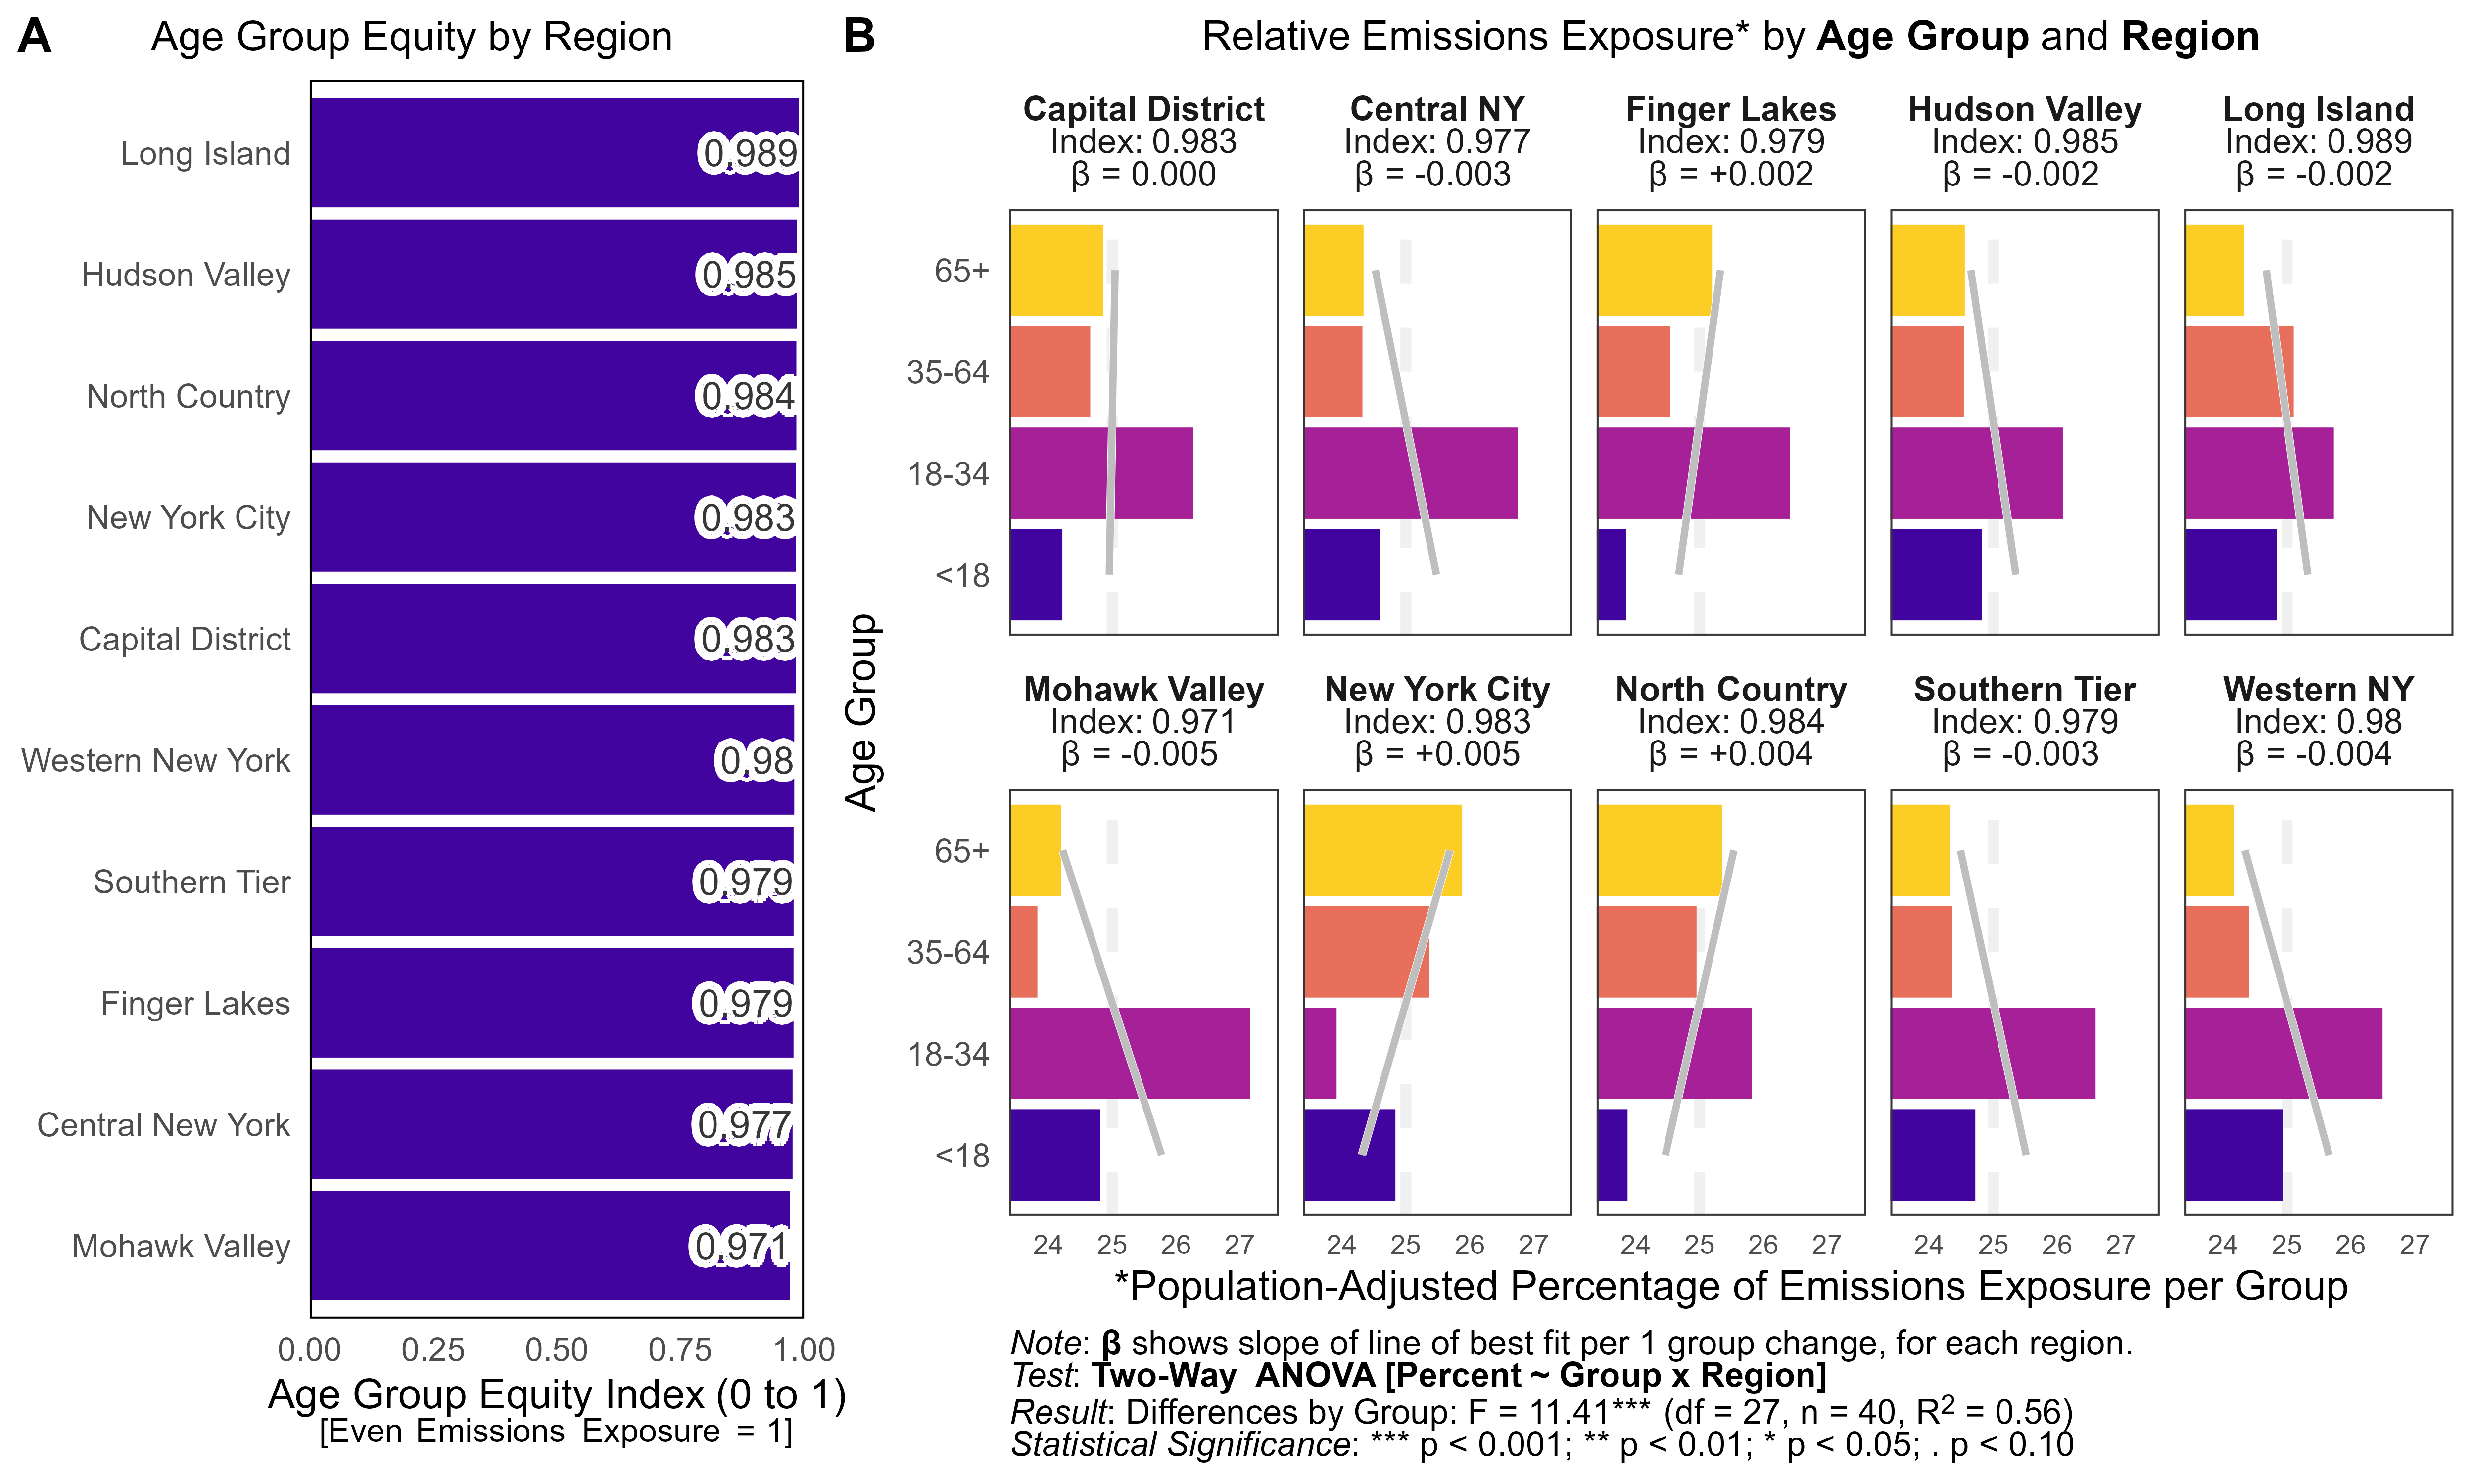 A
Age Group Equity by Region
Long Island
0.989
Hudson Valley
0.985
North Country
0.984
New York City
0.983
Capital District
0.983
Western New York
0.98
Southern Tier
0.979
Finger Lakes
0.979
Central New York
0.977
Mohawk Valley
0.971
0.00 0.25 0.50 0.75 1.00
Age Group Equity Index (0 to 1)
[Even Emissions Exposure = 1]
B
Relative Emissions Exposure* by Age Group and Region
Age Group
Capital District
Index: 0.983
β = 0.000
Central NY
Index: 0.977
β = -0.003
Finger Lakes
Index: 0.979
β = +0.002
Hudson Valley
Index: 0.985
β = -0.002
Long Island
Index: 0.989
β = -0.002
65+
35-64
18-34
<18
Mohawk Valley
Index: 0.971
β = -0.005
New York City
Index: 0.983
β = +0.005
North Country
Index: 0.984
β = +0.004
Southern Tier
Index: 0.979
β = -0.003
Western NY
Index: 0.98
β = -0.004
65+
35-64
18-34
<18
24 25 26 27
24 25 26 27
24 25 26 27
24 25 26 27
24 25 26 27
*Population-Adjusted Percentage of Emissions Exposure per Group
Note: β shows slope of line of best fit per 1 group change, for each region.
Test: Two-Way ANOVA [Percent ~ Group x Region]
Result: Differences by Group: F = 11.41*** (df = 27, n = 40, R² = 0.56)
Statistical Significance: *** p < 0.001; ** p < 0.01; * p < 0.05; . p < 0.10